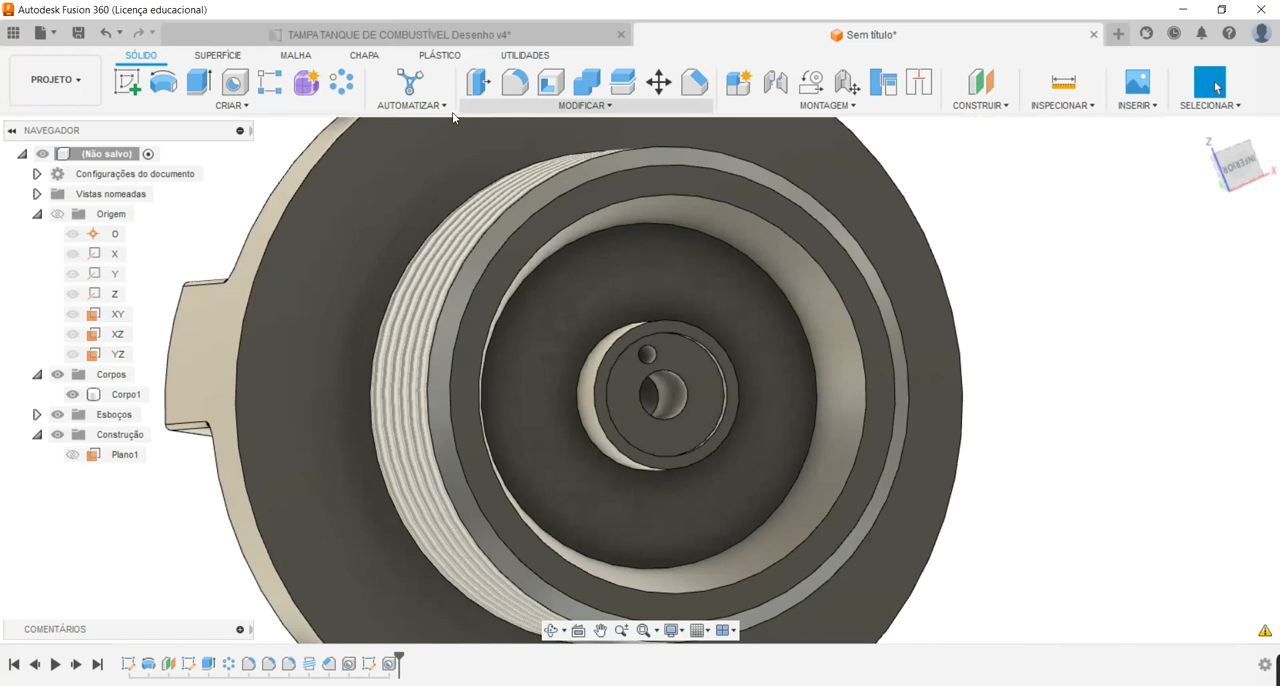 Autodesk Fusion 360 (Licença educacional)
TAMPA TANQUE DE COMBUSTÍVEL Desenho v4*
Sem título*
SÓLIDO SUPERFÍCIE MALHA CHAPA PLÁSTICO UTILIDADES
PROJETO
CRIAR AUTOMATIZAR MODIFICAR MONTAGEM CONSTRUIR INSPECIONAR INSERIR SELECIONAR
NAVEGADOR
(Não salvo)
Configurações do documento
Vistas nomeadas
Origem
O
X
Y
Z
XY
XZ
YZ
Corpos
Corpo1
Esboços
Construção
Plano1
Z
INFERIOR
X
COMENTÁRIOS